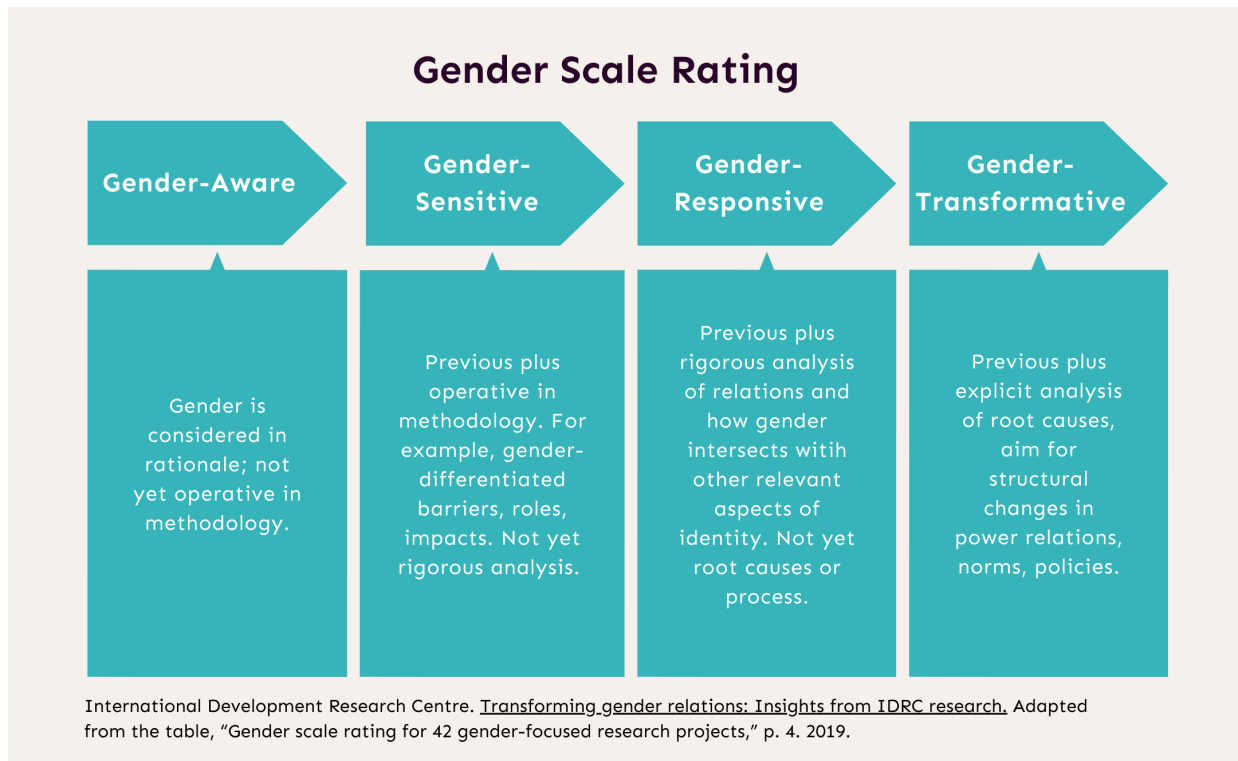 Gender Scale Rating
Gender-Aware
Gender-
Sensitive
Gender-
Responsive
Gender-
Transformative
Gender is
considered in
rationale; not
yet operative in
methodology.
Previous plus
operative in
methodology. For
example, gender-
differentiated
barriers, roles,
impacts. Not yet
rigorous analysis.
Previous plus
rigorous analysis
of relations and
how gender
intersects witih
other relevant
aspects of
identity. Not yet
root causes or
process.
Previous plus
explicit analysis
of root causes,
aim for
structural
changes in
power relations,
norms, policies.
International Development Research Centre. Transforming gender relations: Insights from IDRC research. Adapted
from the table, “Gender scale rating for 42 gender-focused research projects,” p. 4. 2019.